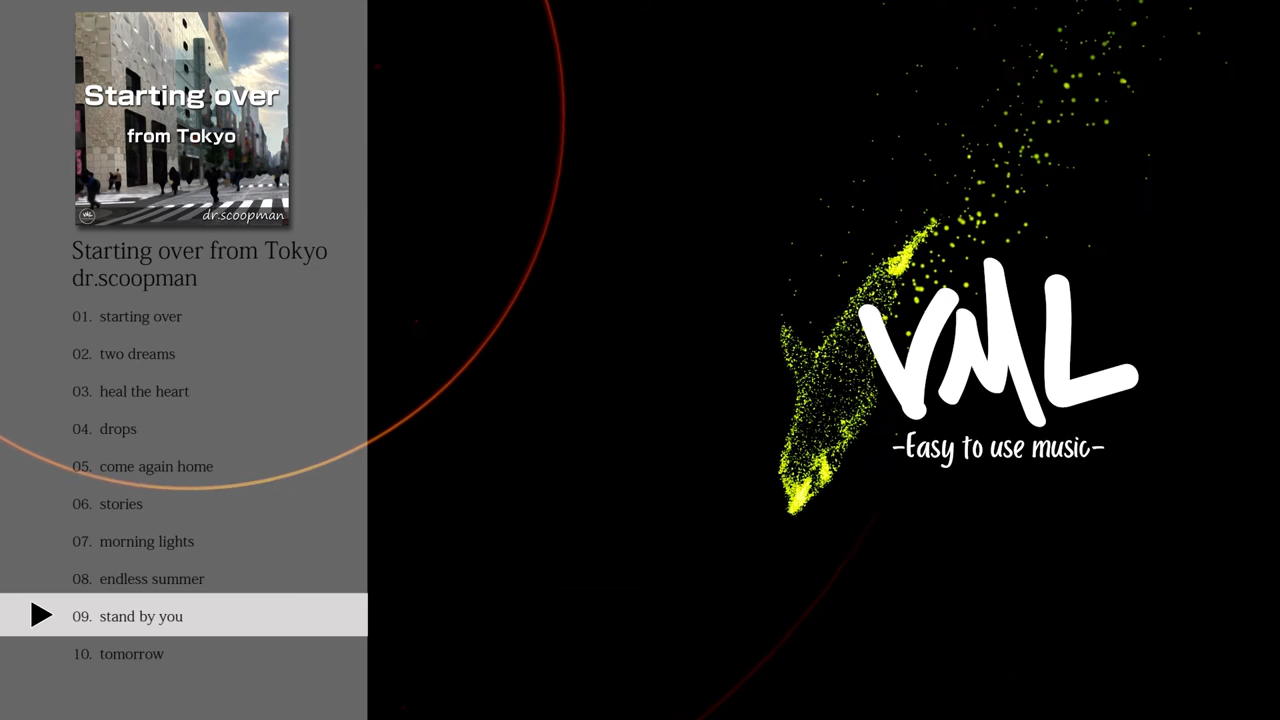 Starting over
from Tokyo
VML
dr.scoopman
Starting over from Tokyo
dr.scoopman
01. starting over
02. two dreams
03. heal the heart
04. drops
05. come again home
06. stories
07. morning lights
08. endless summer
09. stand by you
10. tomorrow
VML
-Easy to use music-